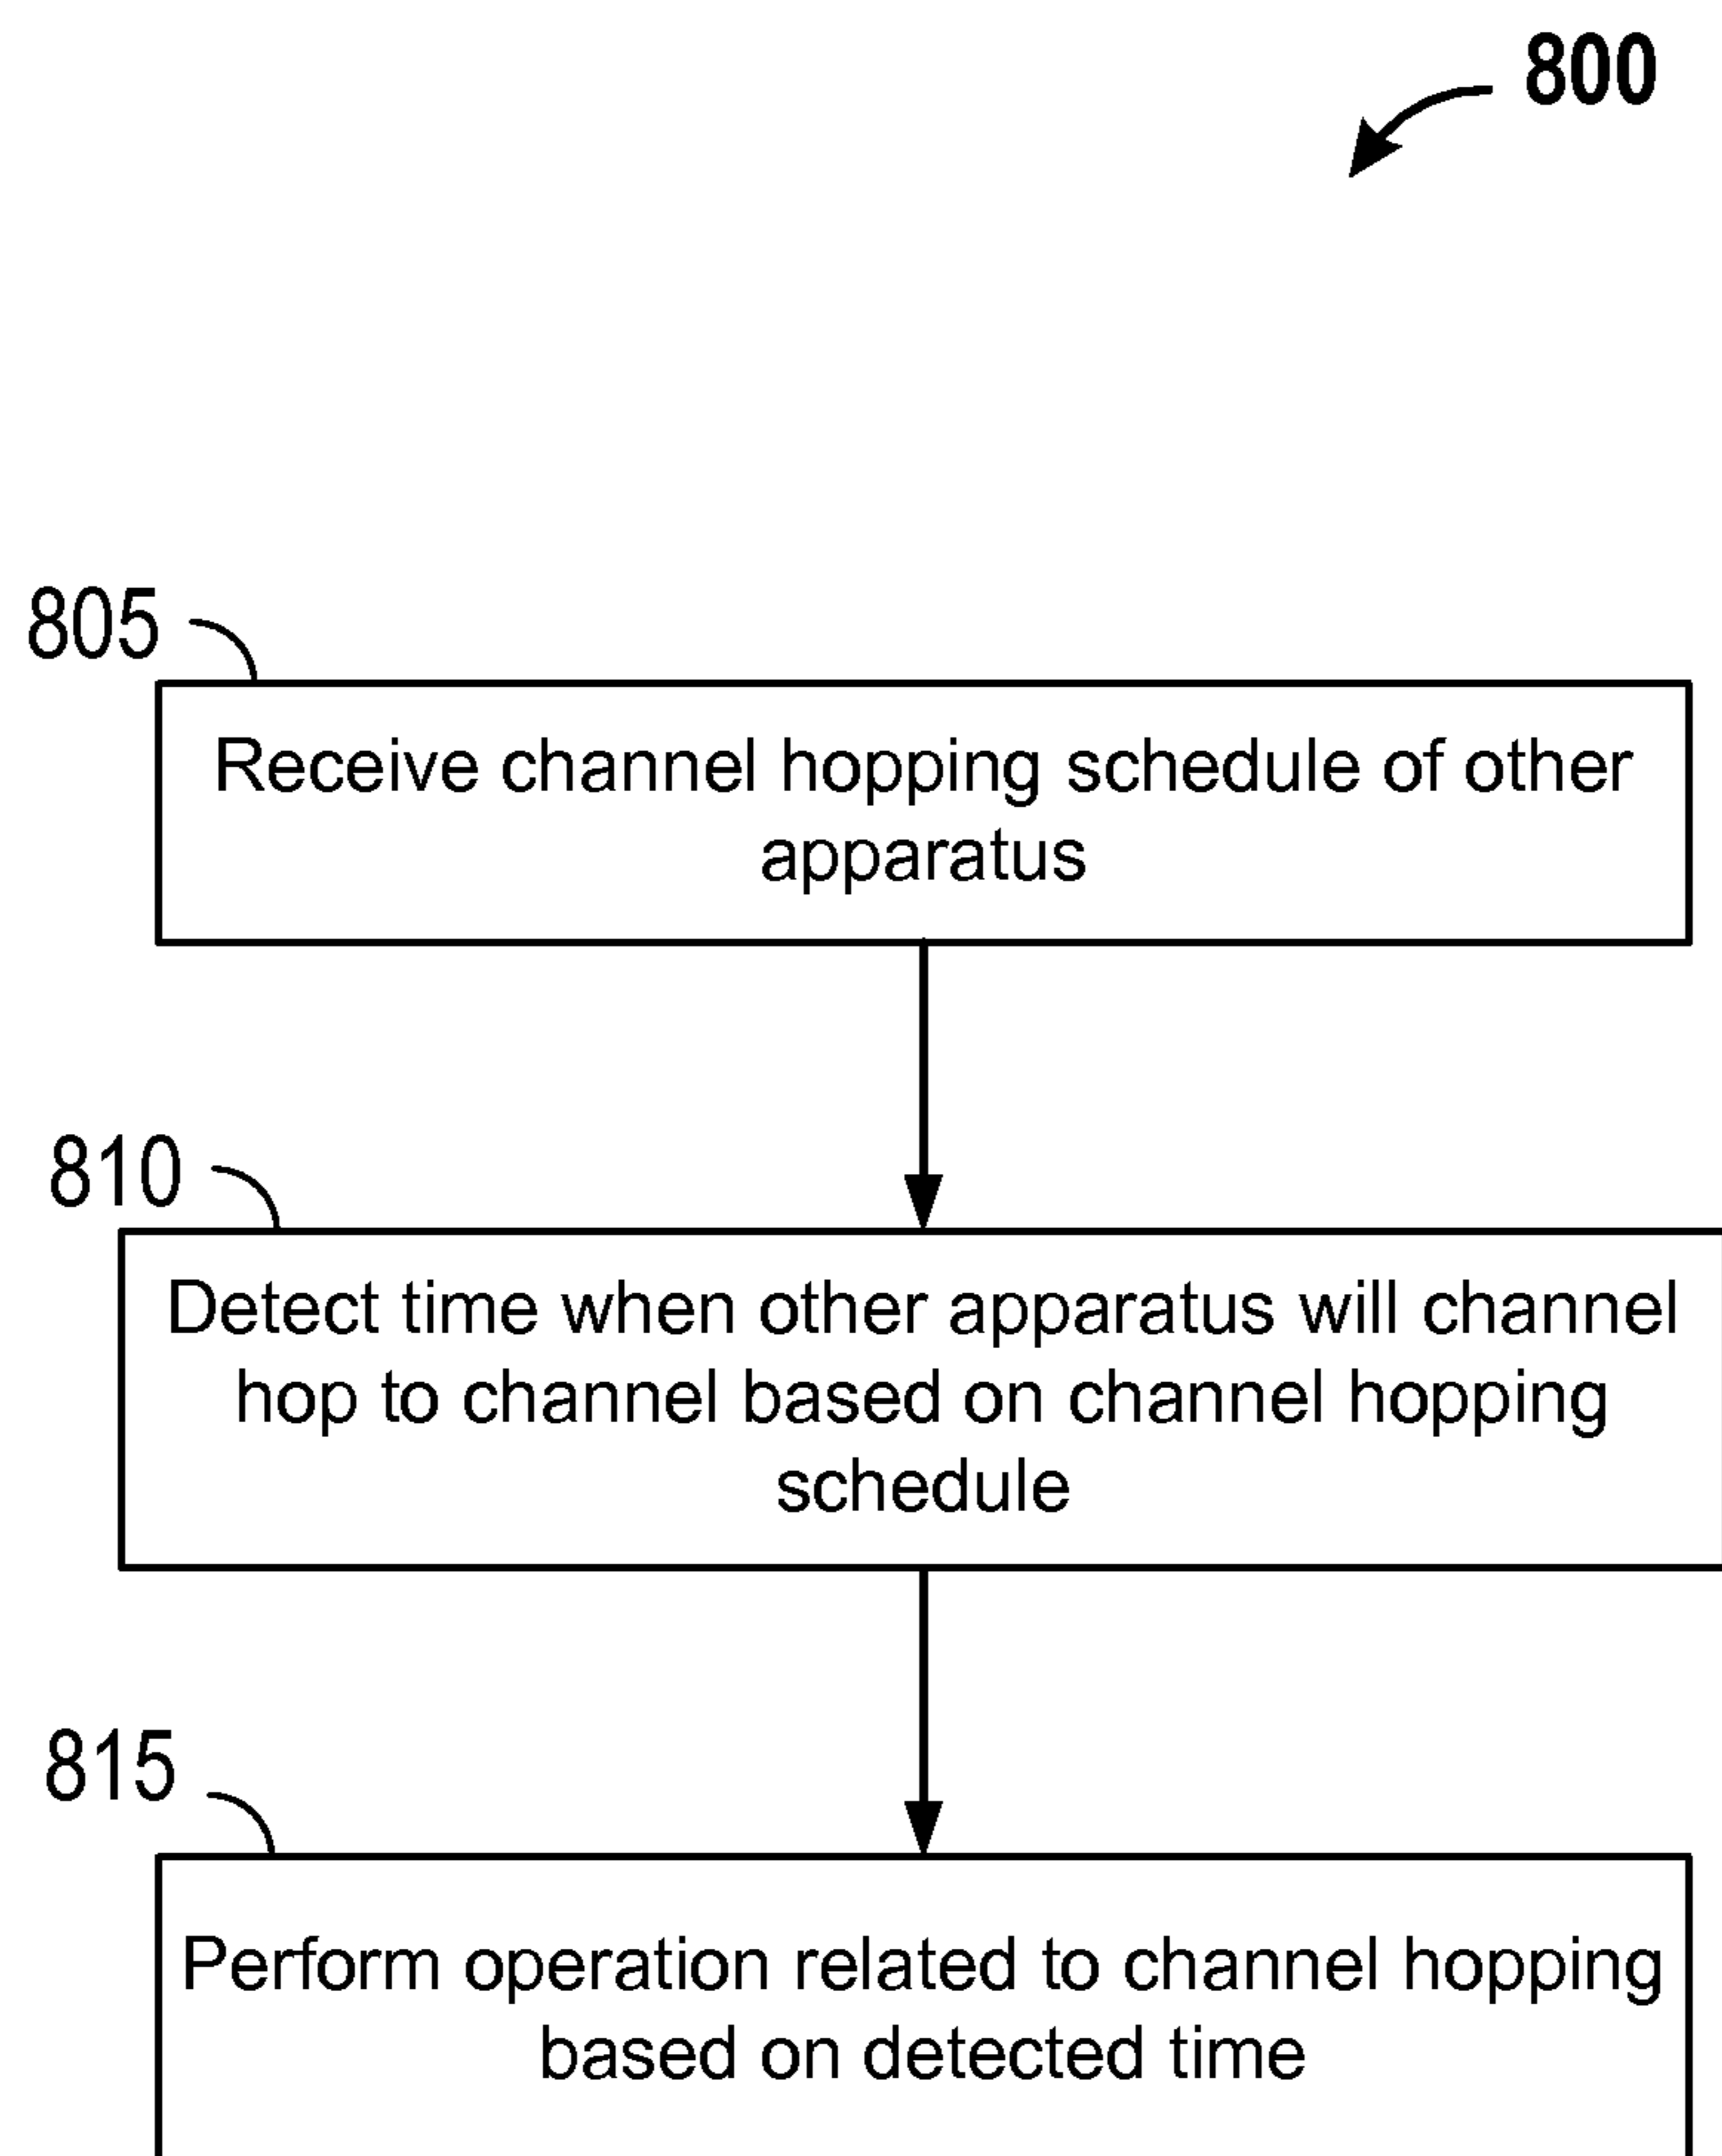 800
805
Receive channel hopping schedule of other
apparatus
810
Detect time when other apparatus will channel
hop to channel based on channel hopping
schedule
815
Perform operation related to channel hopping
based on detected time